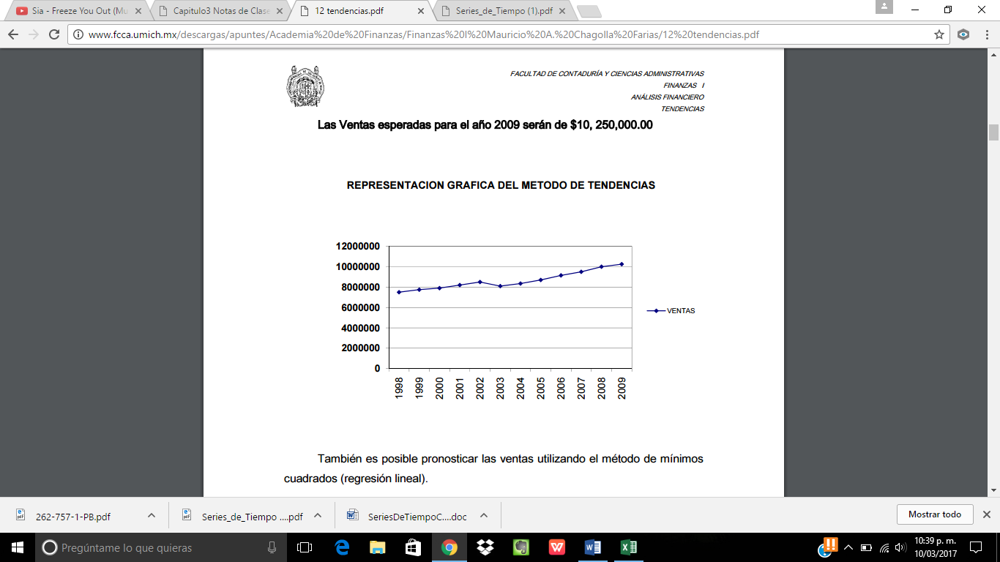 Sia - Freeze You Out (Mu
Capitulo3 Notas de Clase
12 tendencias.pdf
Series_de_Tiempo (1).pdf
www.fcca.umich.mx/descargas/apuntes/Academia%20de%20Finanzas/Finanzas%20I%20Mauricio%20A.%20Chagolla%20Farias/12%20tendencias.pdf
FACULTAD DE CONTADURÍA Y CIENCIAS ADMINISTRATIVAS
FINANZAS I
ANÁLISIS FINANCIERO
TENDENCIAS
Las Ventas esperadas para el año 2009 serán de $10, 250,000.00
REPRESENTACION GRAFICA DEL METODO DE TENDENCIAS
12000000
10000000
8000000
6000000
4000000
2000000
0
1998
1999
2000
2001
2002
2003
2004
2005
2006
2007
2008
2009
VENTAS
También es posible pronosticar las ventas utilizando el método de mínimos
cuadrados (regresión lineal).
262-757-1-PB.pdf
Series_de_Tiempo ....pdf
SeriesDeTiempoC....doc
Mostrar todo
Pregúntame lo que quieras
10:39 p. m.
10/03/2017